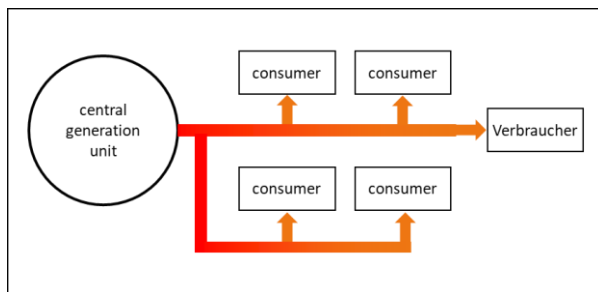 central
generation
unit
consumer
consumer
Verbraucher
consumer
consumer